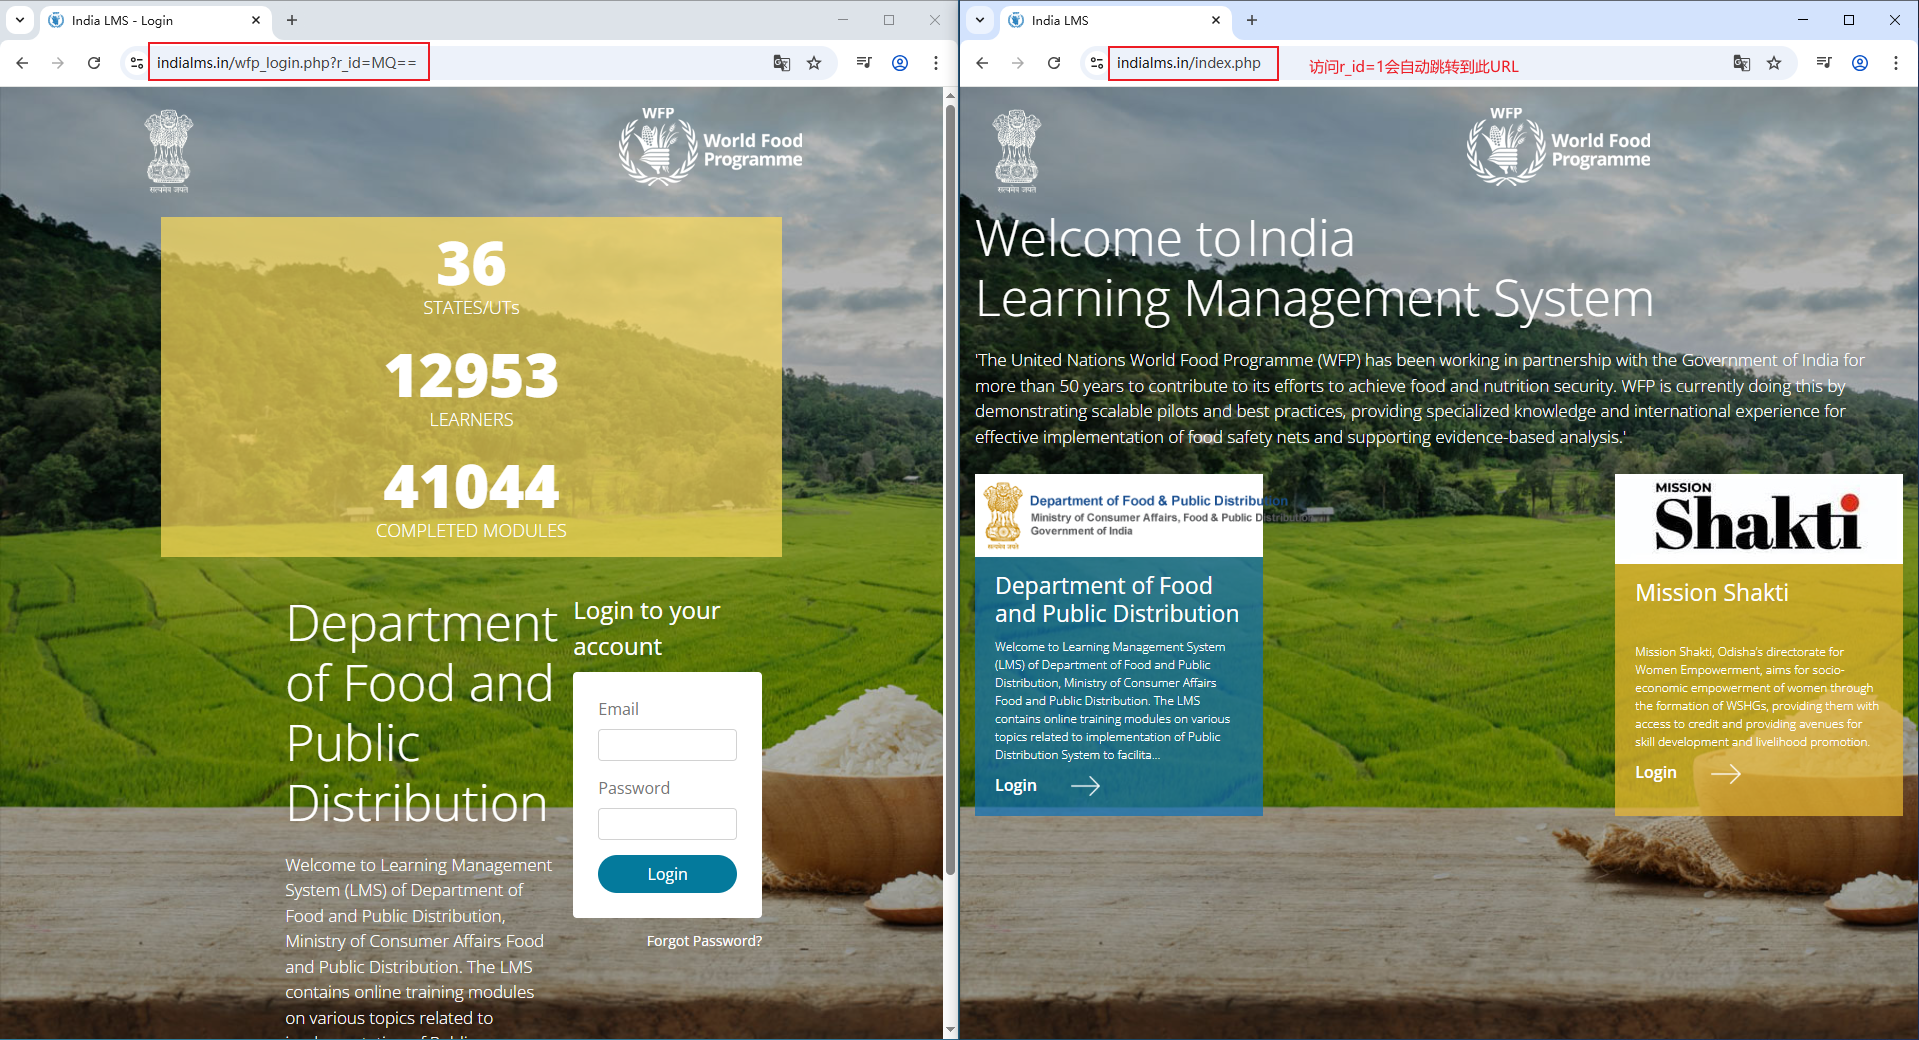 India LMS - Login
indialms.in/wfp_login.php?r_id=MQ==
सत्यमेव जयते
WFP
World Food
Programme
36
STATES/UTs
12953
LEARNERS
41044
COMPLETED MODULES
Department
of Food and
Public
Distribution
Welcome to Learning Management
System (LMS) of Department of
Food and Public Distribution,
Ministry of Consumer Affairs Food
and Public Distribution. The LMS
contains online training modules
on various topics related to
Login to your
account
Email
Password
Login
Forgot Password?
India LMS
indialms.in/index.php
访问r_id=1会自动跳转到此URL
सत्यमेव जयते
WFP
World Food
Programme
Welcome to India
Learning Management System
'The United Nations World Food Programme (WFP) has been working in partnership with the Government of India for
more than 50 years to contribute to its efforts to achieve food and nutrition security. WFP is currently doing this by
demonstrating scalable pilots and best practices, providing specialized knowledge and international experience for
effective implementation of food safety nets and supporting evidence-based analysis.'
सत्यमेव जयते
Department of Food & Public Distribution
Ministry of Consumer Affairs, Food & Public Distribution
Government of India
Department of Food
and Public Distribution
Welcome to Learning Management System
(LMS) of Department of Food and Public
Distribution, Ministry of Consumer Affairs
Food and Public Distribution. The LMS
contains online training modules on various
topics related to implementation of Public
Distribution System to facilita...
Login
MISSION
Shakti
Mission Shakti
Mission Shakti, Odisha's directorate for
Women Empowerment, aims for socio-
economic empowerment of women through
the formation of WSHGs, providing them with
access to credit and providing avenues for
skill development and livelihood promotion.
Login